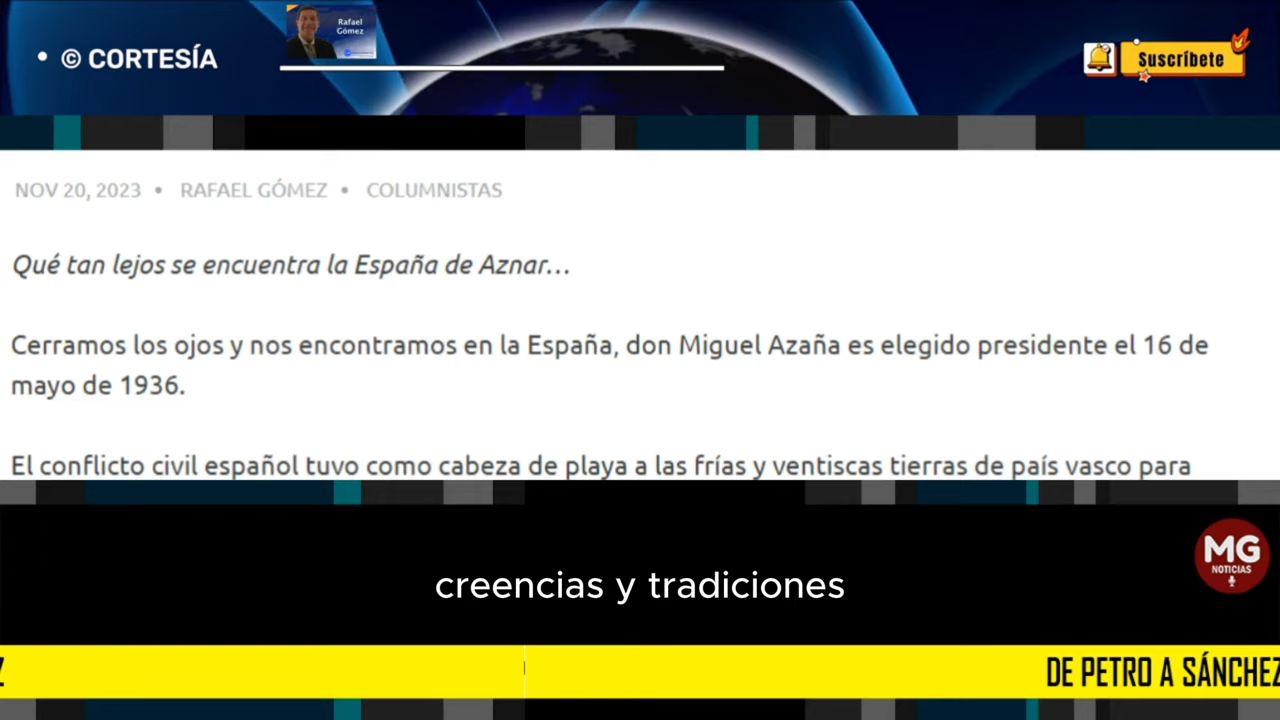 • © CORTESÍA
Rafael
Gómez
Suscríbete
NOV 20, 2023 • RAFAEL GÓMEZ • COLUMNISTAS
Qué tan lejos se encuentra la España de Aznar...
Cerramos los ojos y nos encontramos en la España, don Miguel Azaña es elegido presidente el 16 de
mayo de 1936.
El conflicto civil español tuvo como cabeza de playa a las frías y ventiscas tierras de país vasco para
MG
NOTICIAS
creencias y tradiciones
Z DE PETRO A SÁNCHEZ